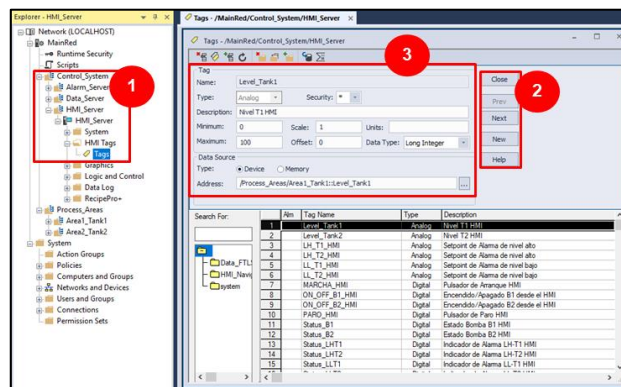 Explorer - HMI_Server
Tags - /MainRed/Control_System/HMI_Server
Network (LOCALHOST)
MainRed
Runtime Security
Scripts
Control_System
Alarm_Server
Data_Server
HMI_Server
HMI_Server
System
HMI Tags
Tags
Graphics
Logic and Control
Data Log
RecipePro+
Process_Areas
Area1_Tank1
Area2_Tank2
System
Action Groups
Policies
Computers and Groups
Networks and Devices
Users and Groups
Connections
Permission Sets
1
Tags - /MainRed/Control_System/HMI_Server
3
Tag
Name: Level_Tank1
Type: Analog Security: *
Description: Nivel T1 HMI
Minimum: 0 Scale: 1 Units:
Maximum: 100 Offset: 0 Data Type: Long Integer
Data Source
Type: Device Memory
Address: /Process_Areas/Area1_Tank1::Level_Tank1 ...
Close
Prev
Next
New
Help
2
Search For:
Data_FTL
HMI_Navi
system
Alm Tag Name Type Description
1 Level_Tank1 Analog Nivel T1 HMI
2 Level_Tank2 Analog Nivel T2 HMI
3 LH_T1_HMI Analog Setpoint de Alarma de nivel alto
4 LH_T2_HMI Analog Setpoint de Alarma de nivel alto
5 LL_T1_HMI Analog Setpoint de Alarma de nivel bajo
6 LL_T2_HMI Analog Setpoint de Alarma de nivel bajo
7 MARCHA_HMI Digital Pulsador de Arranque HMI
8 ON_OFF_B1_HMI Digital Encendido/Apagado B1 desde el HMI
9 ON_OFF_B2_HMI Digital Encendido/Apagado B2 desde el HMI
10 PARO_HMI Digital Pulsador de Paro HMI
11 Status_B1 Digital Estado Bomba B1 HMI
12 Status_B2 Digital Estado Bomba B2 HMI
13 Status_LHT1 Digital Indicador de Alarma LH-T1 HMI
14 Status_LHT2 Digital Indicador de Alarma LH-T2 HMI
15 Status_LLT1 Digital Indicador de Alarma LL-T1 HMI